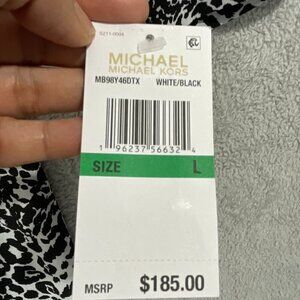 S211-0004
MICHAEL
MICHAEL KORS
MB98Y46DTX WHITE/BLACK
1 96237 56632 4
SIZE L
MSRP $185.00